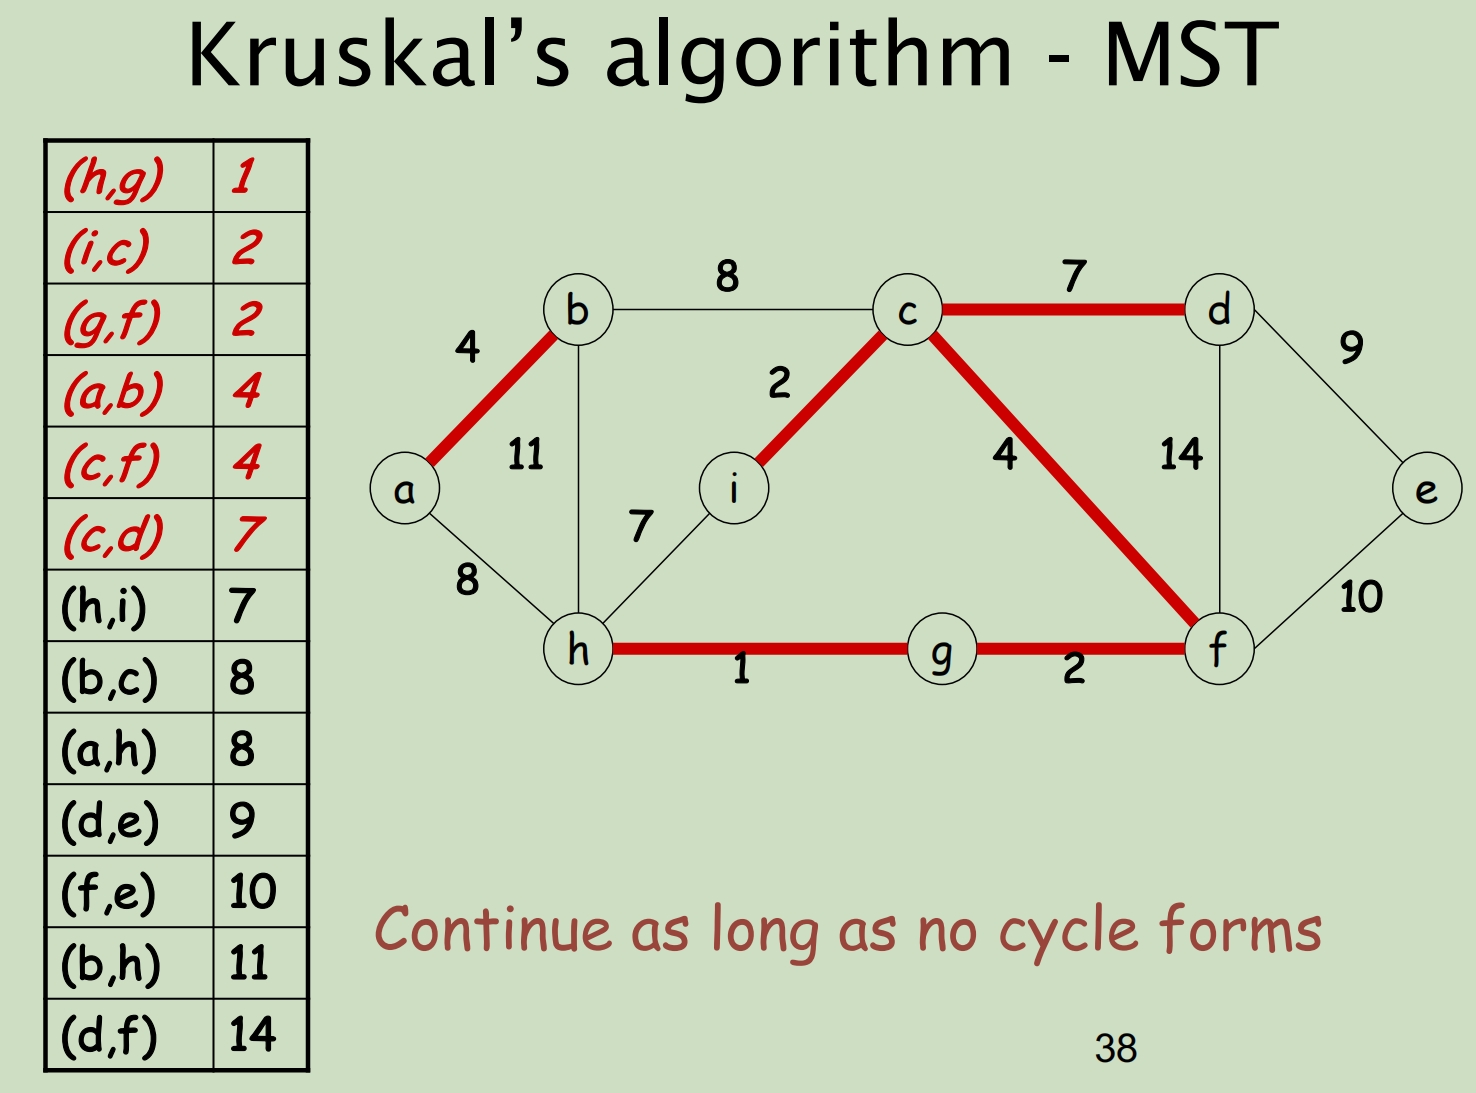 Kruskal's algorithm - MST
(h,g) 1
(i,c) 2
(g,f) 2
(a,b) 4
(c,f) 4
(c,d) 7
(h,i) 7
(b,c) 8
(a,h) 8
(d,e) 9
(f,e) 10
(b,h) 11
(d,f) 14
8 7
b c d
4 9
2
11 4 14
a i e
7
8 10
h g f
1 2
Continue as long as no cycle forms
38